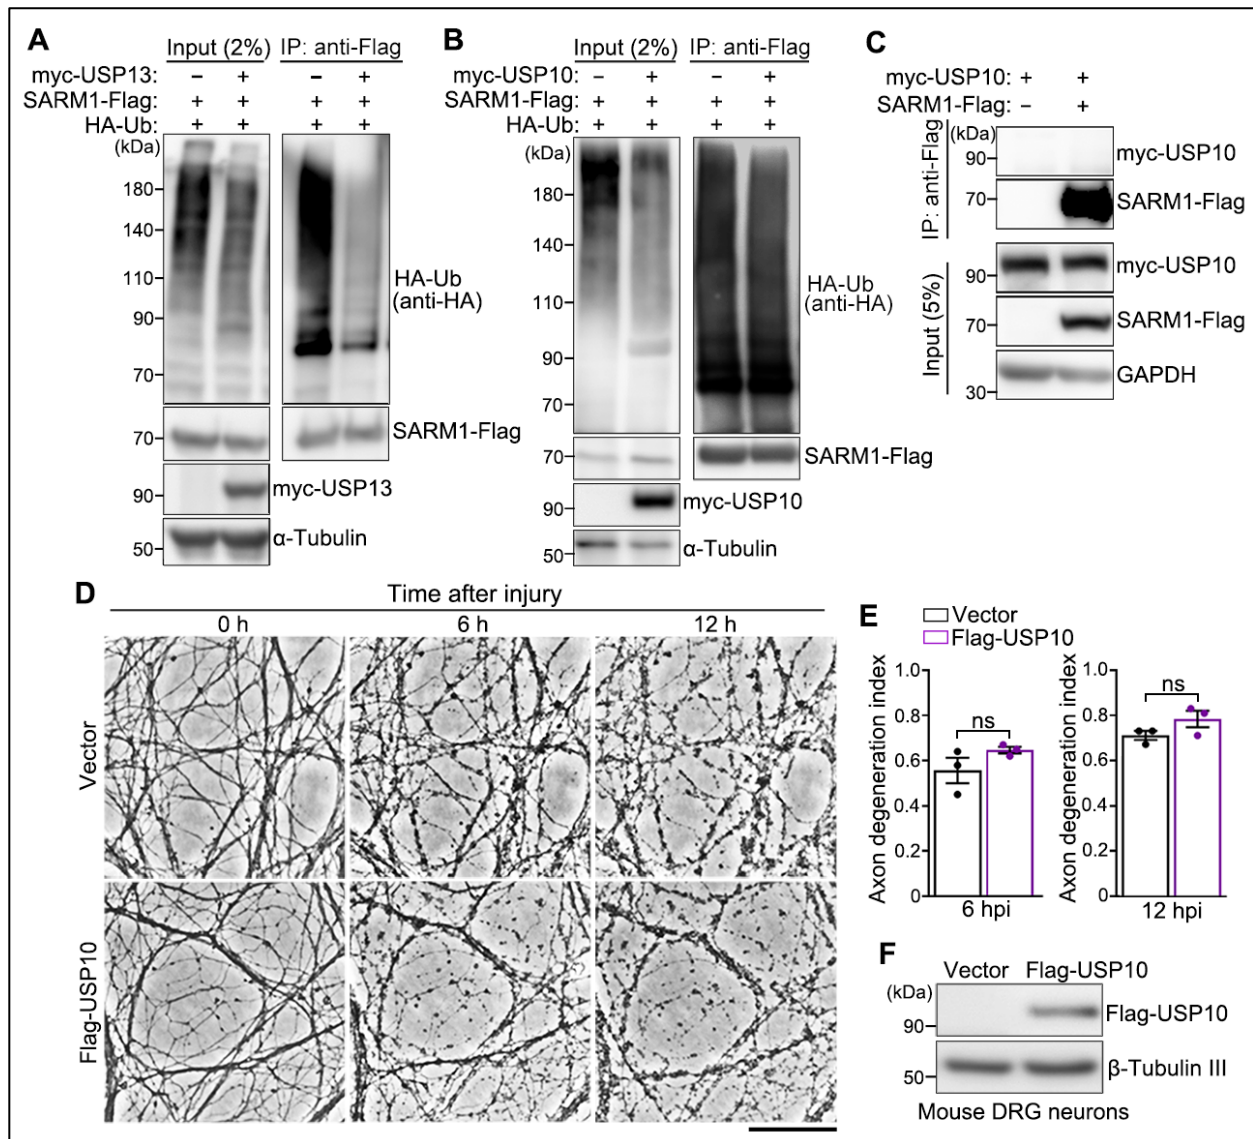 A
Input (2%) IP: anti-Flag
myc-USP13: – + – +
SARM1-Flag: + + + +
HA-Ub: + + + +
(kDa)
180
140
110
90
70
HA-Ub
(anti-HA)
70
SARM1-Flag
90
myc-USP13
50
α-Tubulin
B
Input (2%) IP: anti-Flag
myc-USP10: – + – +
SARM1-Flag: + + + +
HA-Ub: + + + +
(kDa)
180
140
110
90
70
HA-Ub
(anti-HA)
70
SARM1-Flag
90
myc-USP10
50
α-Tubulin
C
myc-USP10: + +
SARM1-Flag: – +
(kDa)
IP: anti-Flag
90
myc-USP10
70
SARM1-Flag
Input (5%)
90
myc-USP10
70
SARM1-Flag
30
GAPDH
D
Time after injury
0 h 6 h 12 h
Vector
Flag-USP10
E
Vector
Flag-USP10
Axon degeneration index
1.0
0.8
0.6
0.4
0.2
0
ns
6 hpi
Axon degeneration index
1.0
0.8
0.6
0.4
0.2
0
ns
12 hpi
F
Vector Flag-USP10
(kDa)
90
Flag-USP10
50
β-Tubulin III
Mouse DRG neurons